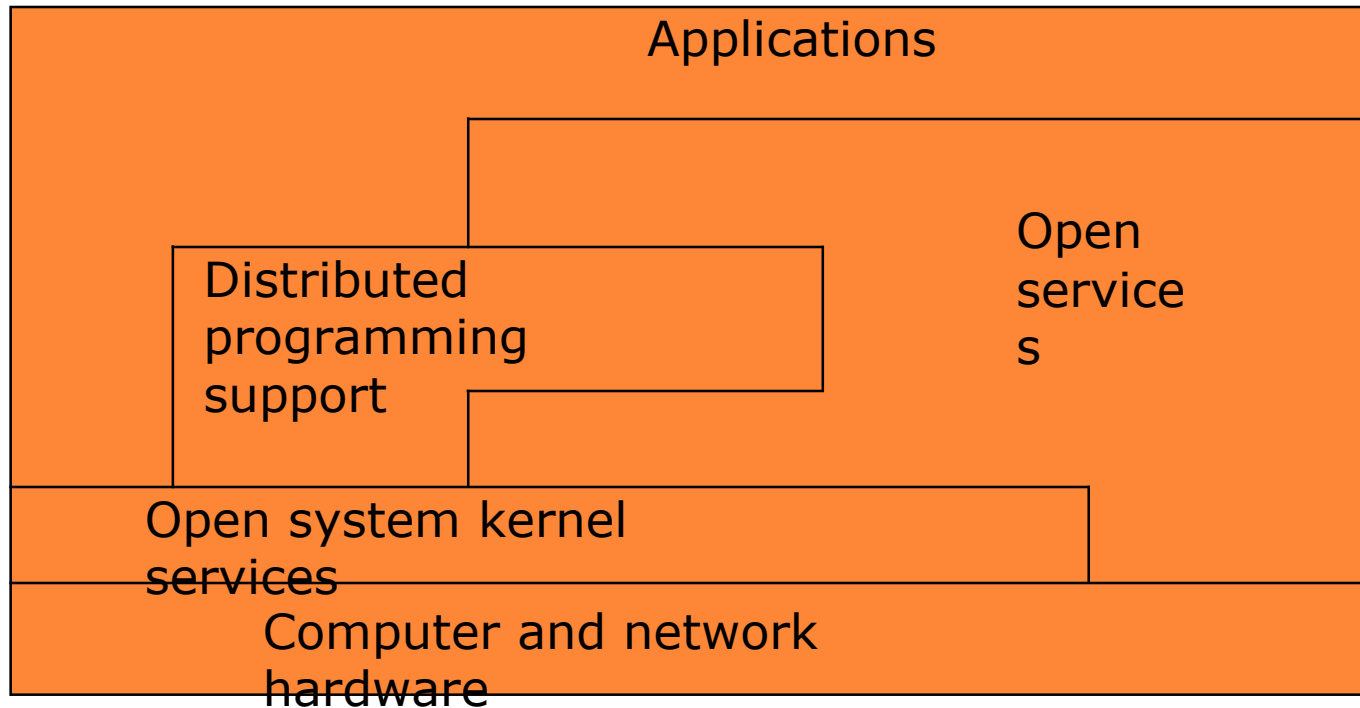 Applications
Open
service
s
Distributed
programming
support
Open system kernel
services
Computer and network
hardware